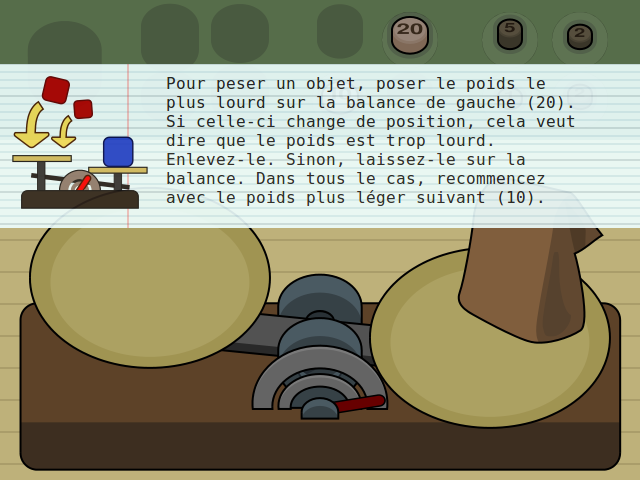 20 5 2
Pour peser un objet, poser le poids le
plus lourd sur la balance de gauche (20).
Si celle-ci change de position, cela veut
dire que le poids est trop lourd.
Enlevez-le. Sinon, laissez-le sur la
balance. Dans tous le cas, recommencez
avec le poids plus léger suivant (10).